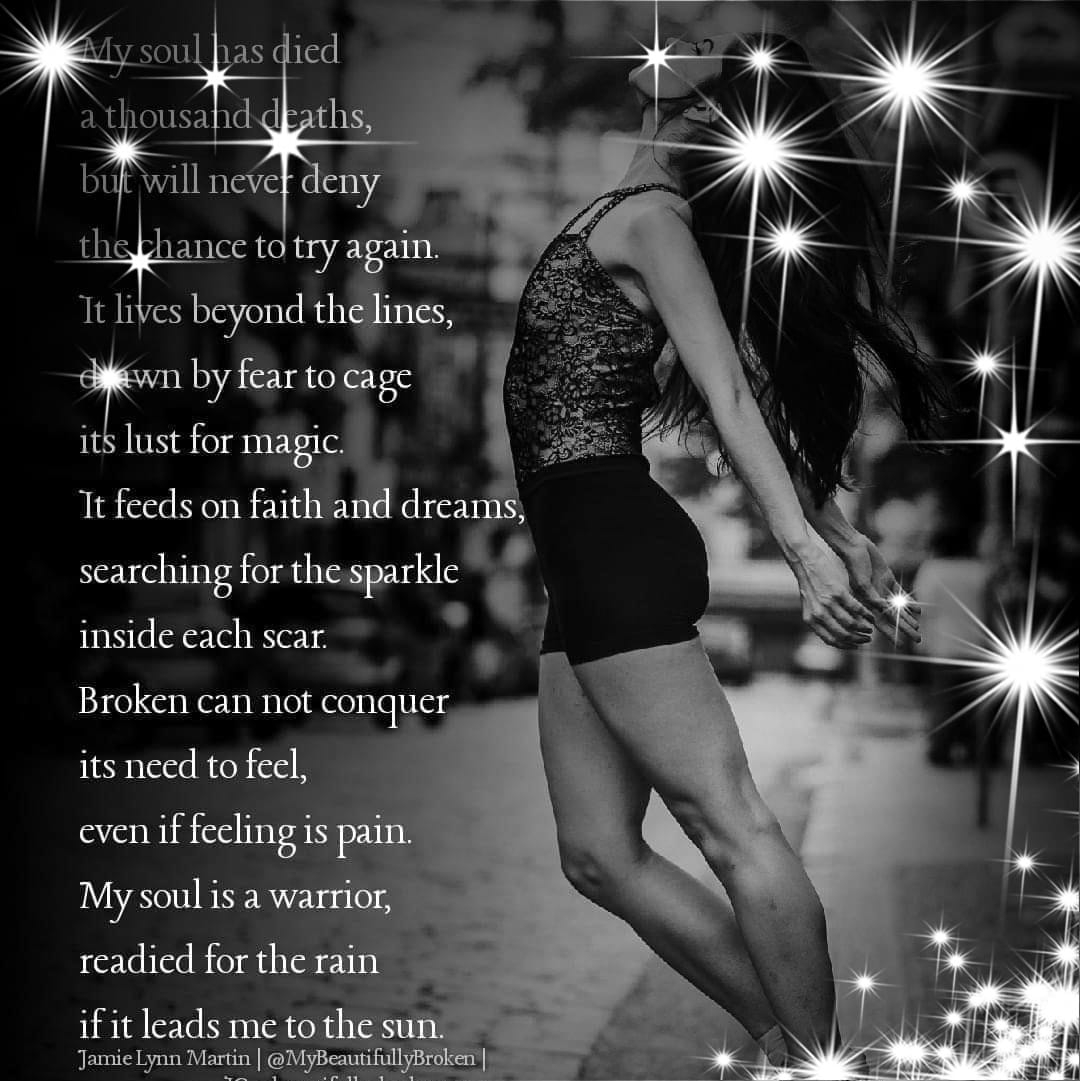 My soul has died
a thousand deaths,
but will never deny
the chance to try again.
It lives beyond the lines,
drawn by fear to cage
its lust for magic.
It feeds on faith and dreams,
searching for the sparkle
inside each scar.
Broken can not conquer
its need to feel,
even if feeling is pain.
My soul is a warrior,
readied for the rain
if it leads me to the sun.
Jamie Lynn Martin | @MyBeautifullyBroken |